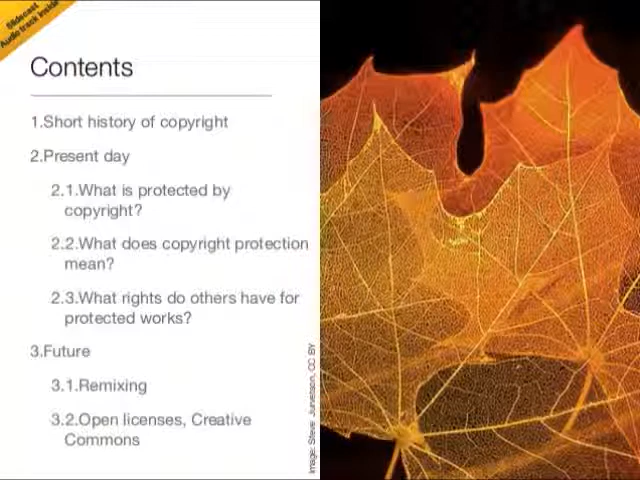 Slidecast
Audio track inside
Contents
1.Short history of copyright
2.Present day
2.1.What is protected by
copyright?
2.2.What does copyright protection
mean?
2.3.What rights do others have for
protected works?
3.Future
3.1.Remixing
3.2.Open licenses, Creative
Commons
Image: Steve Jurvetson, CC BY